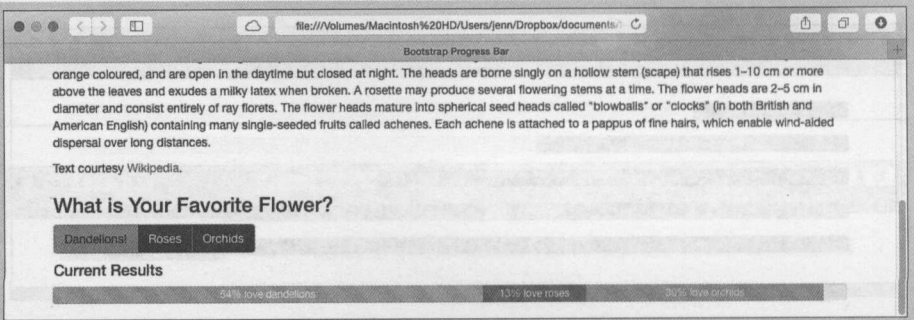 file:///Volumes/Macintosh%20HD/Users/jenn/Dropbox/documents/
Bootstrap Progress Bar
orange coloured, and are open in the daytime but closed at night. The heads are borne singly on a hollow stem (scape) that rises 1–10 cm or more
above the leaves and exudes a milky latex when broken. A rosette may produce several flowering stems at a time. The flower heads are 2–5 cm in
diameter and consist entirely of ray florets. The flower heads mature into spherical seed heads called "blowballs" or "clocks" (in both British and
American English) containing many single-seeded fruits called achenes. Each achene is attached to a pappus of fine hairs, which enable wind-aided
dispersal over long distances.
Text courtesy Wikipedia.
What is Your Favorite Flower?
Dandelions! Roses Orchids
Current Results
54% love dandelions 13% love roses 30% love orchids